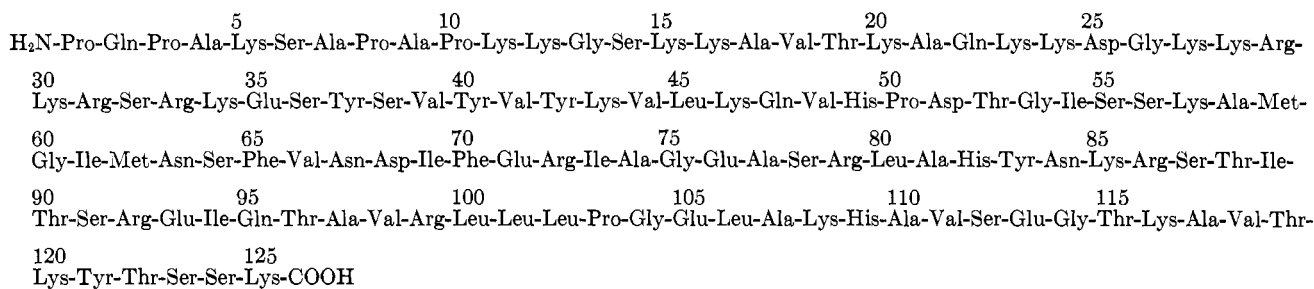 5 10 15 20 25
H₂N-Pro-Gln-Pro-Ala-Lys-Ser-Ala-Pro-Ala-Pro-Lys-Lys-Gly-Ser-Lys-Lys-Ala-Val-Thr-Lys-Ala-Gln-Lys-Lys-Asp-Gly-Lys-Lys-Arg-
30 35 40 45 50 55
Lys-Arg-Ser-Arg-Lys-Glu-Ser-Tyr-Ser-Val-Tyr-Val-Tyr-Lys-Val-Leu-Lys-Gln-Val-His-Pro-Asp-Thr-Gly-Ile-Ser-Ser-Lys-Ala-Met-
60 65 70 75 80 85
Gly-Ile-Met-Asn-Ser-Phe-Val-Asn-Asp-Ile-Phe-Glu-Arg-Ile-Ala-Gly-Glu-Ala-Ser-Arg-Leu-Ala-His-Tyr-Asn-Lys-Arg-Ser-Thr-Ile-
90 95 100 105 110 115
Thr-Ser-Arg-Glu-Ile-Gln-Thr-Ala-Val-Arg-Leu-Leu-Leu-Pro-Gly-Glu-Leu-Ala-Lys-His-Ala-Val-Ser-Glu-Gly-Thr-Lys-Ala-Val-Thr-
120 125
Lys-Tyr-Thr-Ser-Ser-Lys-COOH